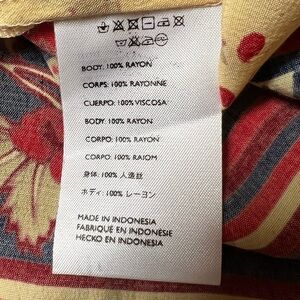 BODY: 100% RAYON
CORPS: 100% RAYONNE
CUERPO: 100% VISCOSA
BODY: 100% RAYON
CORPO: 100% RAYON
CORPO: 100% RAIOM
身体: 100% 人造丝
ボディ: 100% レーヨン
MADE IN INDONESIA
FABRIQUÉ EN INDONÉSIE
HECKO EN INDONESIA